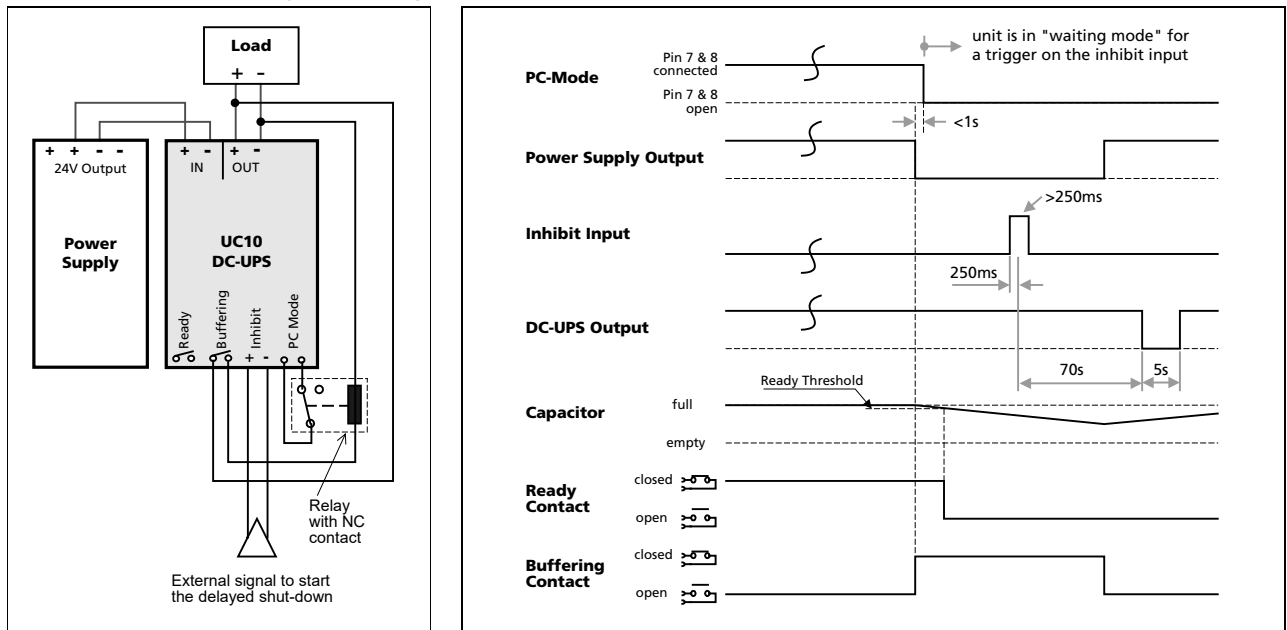 Load
+ -
+ + - -
24V Output
Power
Supply
+ - + -
IN OUT
UC10
DC-UPS
Ready
Buffering
+ Inhibit -
PC Mode
Relay
with NC
contact
External signal to start
the delayed shut-down
unit is in "waiting mode" for
a trigger on the inhibit input
PC-Mode
Pin 7 & 8
connected
Pin 7 & 8
open
<1s
Power Supply Output
>250ms
Inhibit Input
250ms
DC-UPS Output
70s
5s
Ready Threshold
Capacitor
full
empty
Ready
Contact
closed
open
Buffering
Contact
closed
open